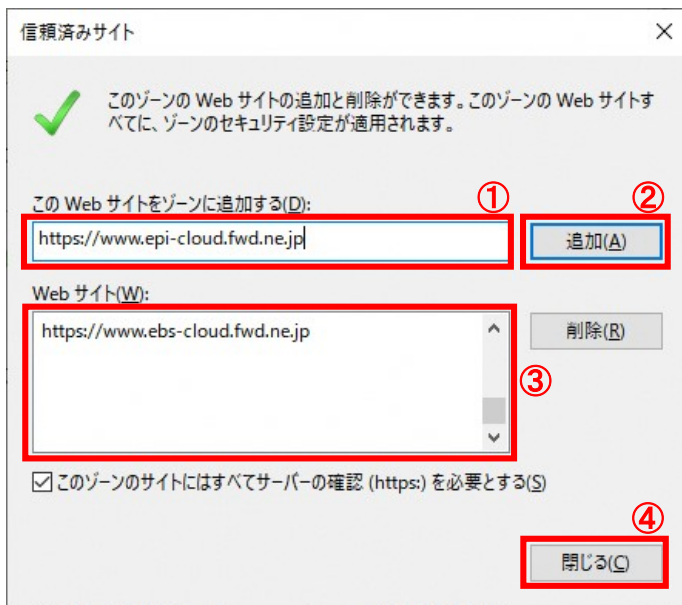 信頼済みサイト
このゾーンの Web サイトの追加と削除ができます。このゾーンの Web サイトす
べてに、ゾーンのセキュリティ設定が適用されます。
①
②
この Web サイトをゾーンに追加する(D):
https://www.epi-cloud.fwd.ne.jp
追加(A)
Web サイト(W):
https://www.ebs-cloud.fwd.ne.jp
削除(R)
③
このゾーンのサイトにはすべてサーバーの確認 (https:) を必要とする(S)
④
閉じる(C)